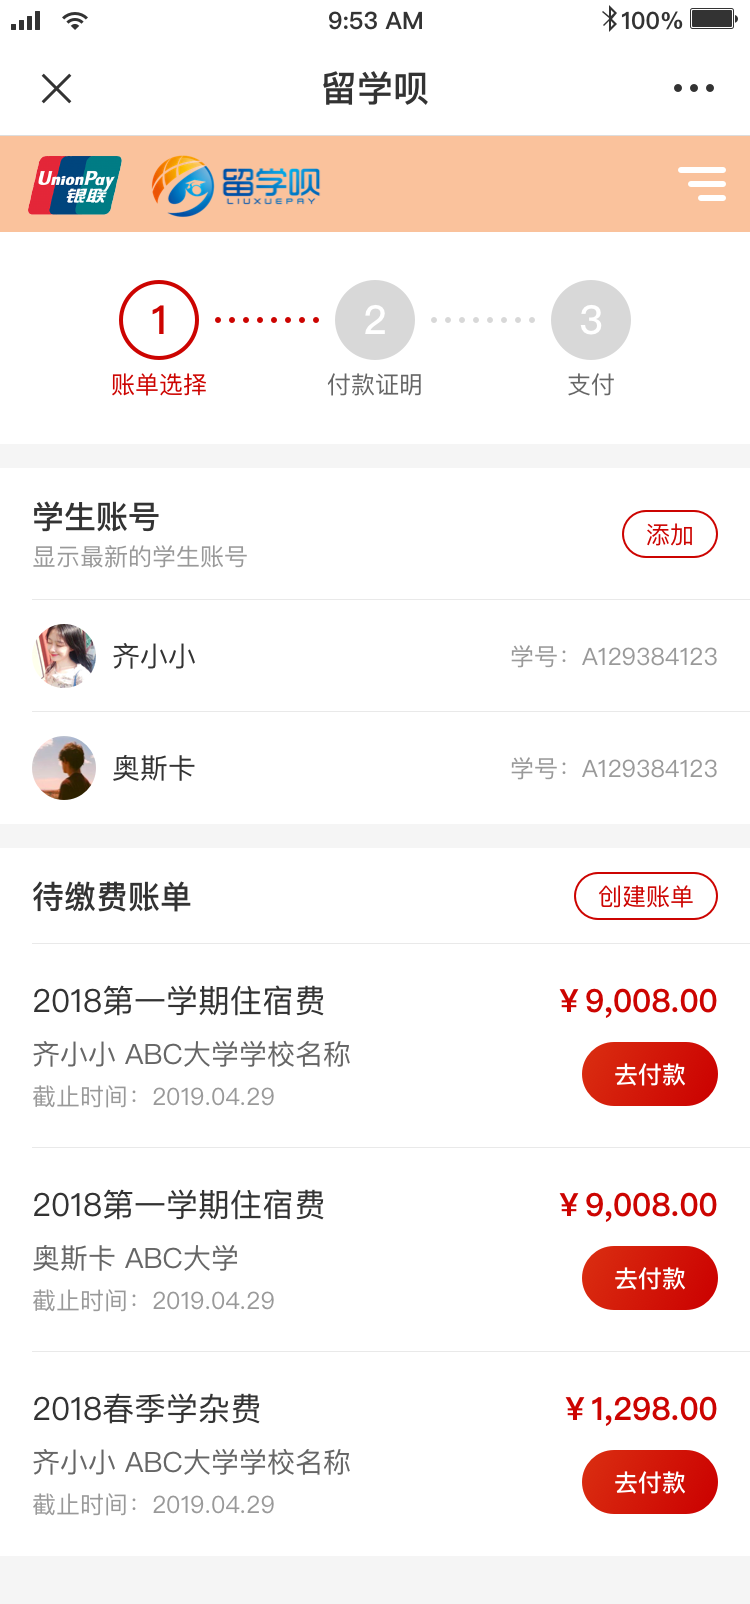 9:53 AM
100%
留学呗
UnionPay
银联
留学呗
LIUXUEPAY
1
2
3
账单选择
付款证明
支付
学生账号
显示最新的学生账号
添加
齐小小
学号：A129384123
奥斯卡
学号：A129384123
待缴费账单
创建账单
2018第一学期住宿费
¥ 9,008.00
齐小小 ABC大学学校名称
截止时间：2019.04.29
去付款
2018第一学期住宿费
¥ 9,008.00
奥斯卡 ABC大学
截止时间：2019.04.29
去付款
2018春季学杂费
¥ 1,298.00
齐小小 ABC大学学校名称
截止时间：2019.04.29
去付款